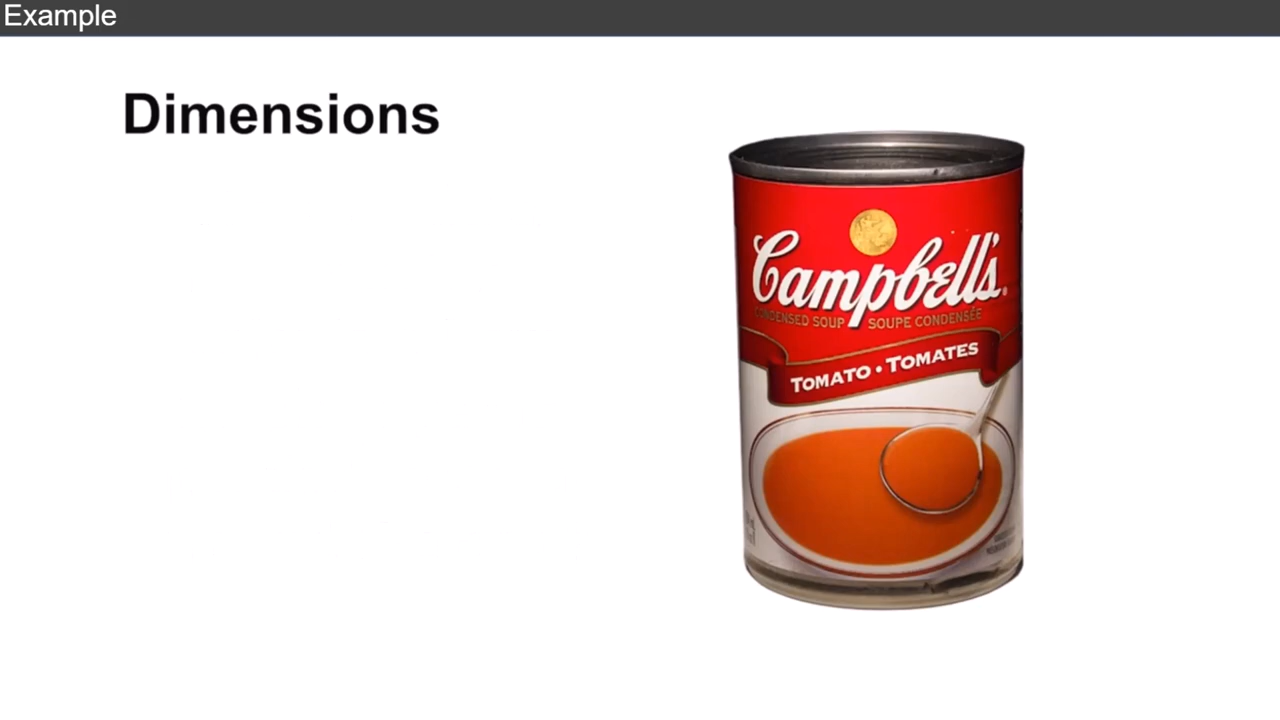 Example
Dimensions
Campbell's
CONDENSED SOUP SOUPE CONDENSÉE
TOMATO • TOMATES